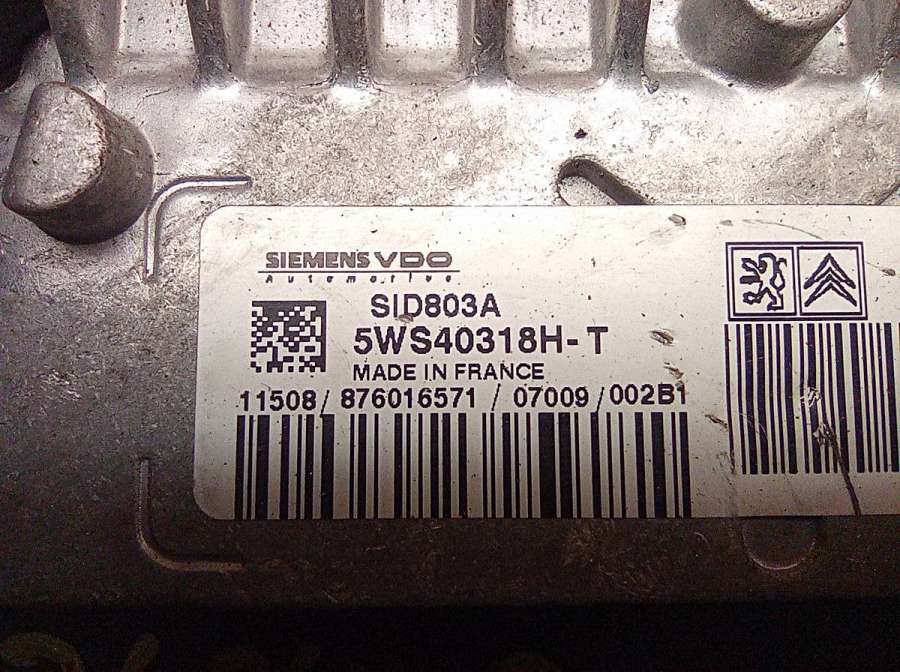 SIEMENS VDO
Automotive
SID803A
5WS40318H-T
MADE IN FRANCE
11508/876016571/07009/002B1